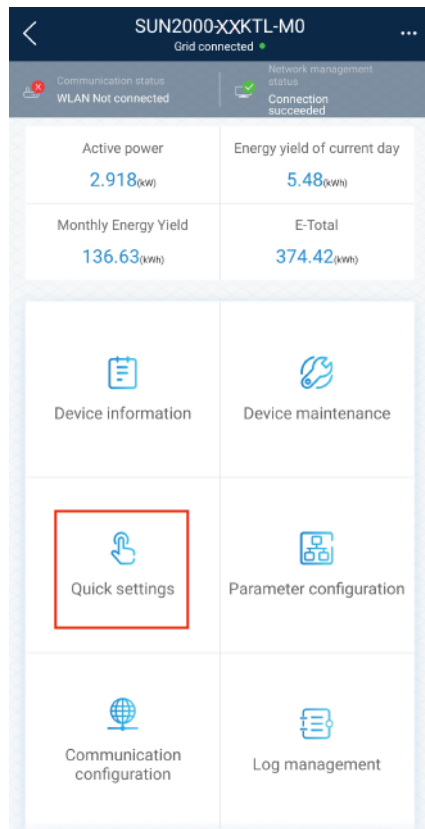 SUN2000-XXKTL-M0
Grid connected
Communication status
WLAN Not connected
Network management
status
Connection
succeeded
Active power
2.918(kW)
Energy yield of current day
5.48(kWh)
Monthly Energy Yield
136.63(kWh)
E-Total
374.42(kWh)
Device information
Device maintenance
Quick settings
Parameter configuration
Communication
configuration
Log management